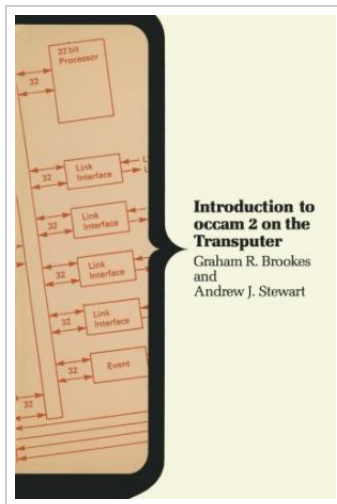 32 bit
Processor
32
Link
Interface
L
L
32
Link
Interface
32
Link
Interface
32
Link
Interface
32
Event
32
32
Introduction to
occam 2 on the
Transputer
Graham R. Brookes
and
Andrew J. Stewart